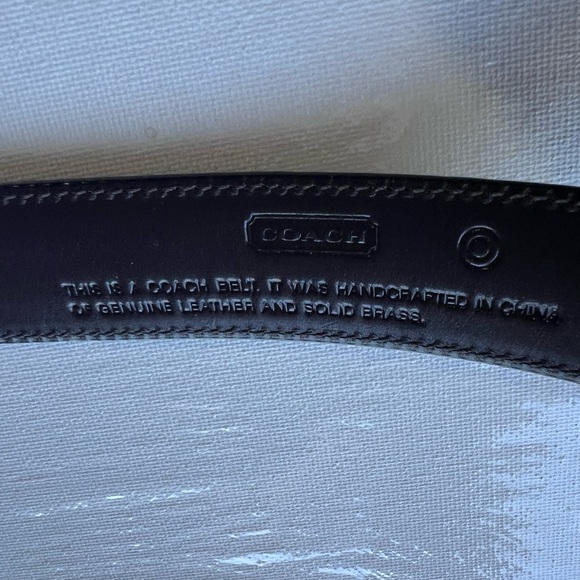 COACH
THIS IS A COACH BELT. IT WAS HANDCRAFTED IN CHINA
OF GENUINE LEATHER AND SOLID BRASS.